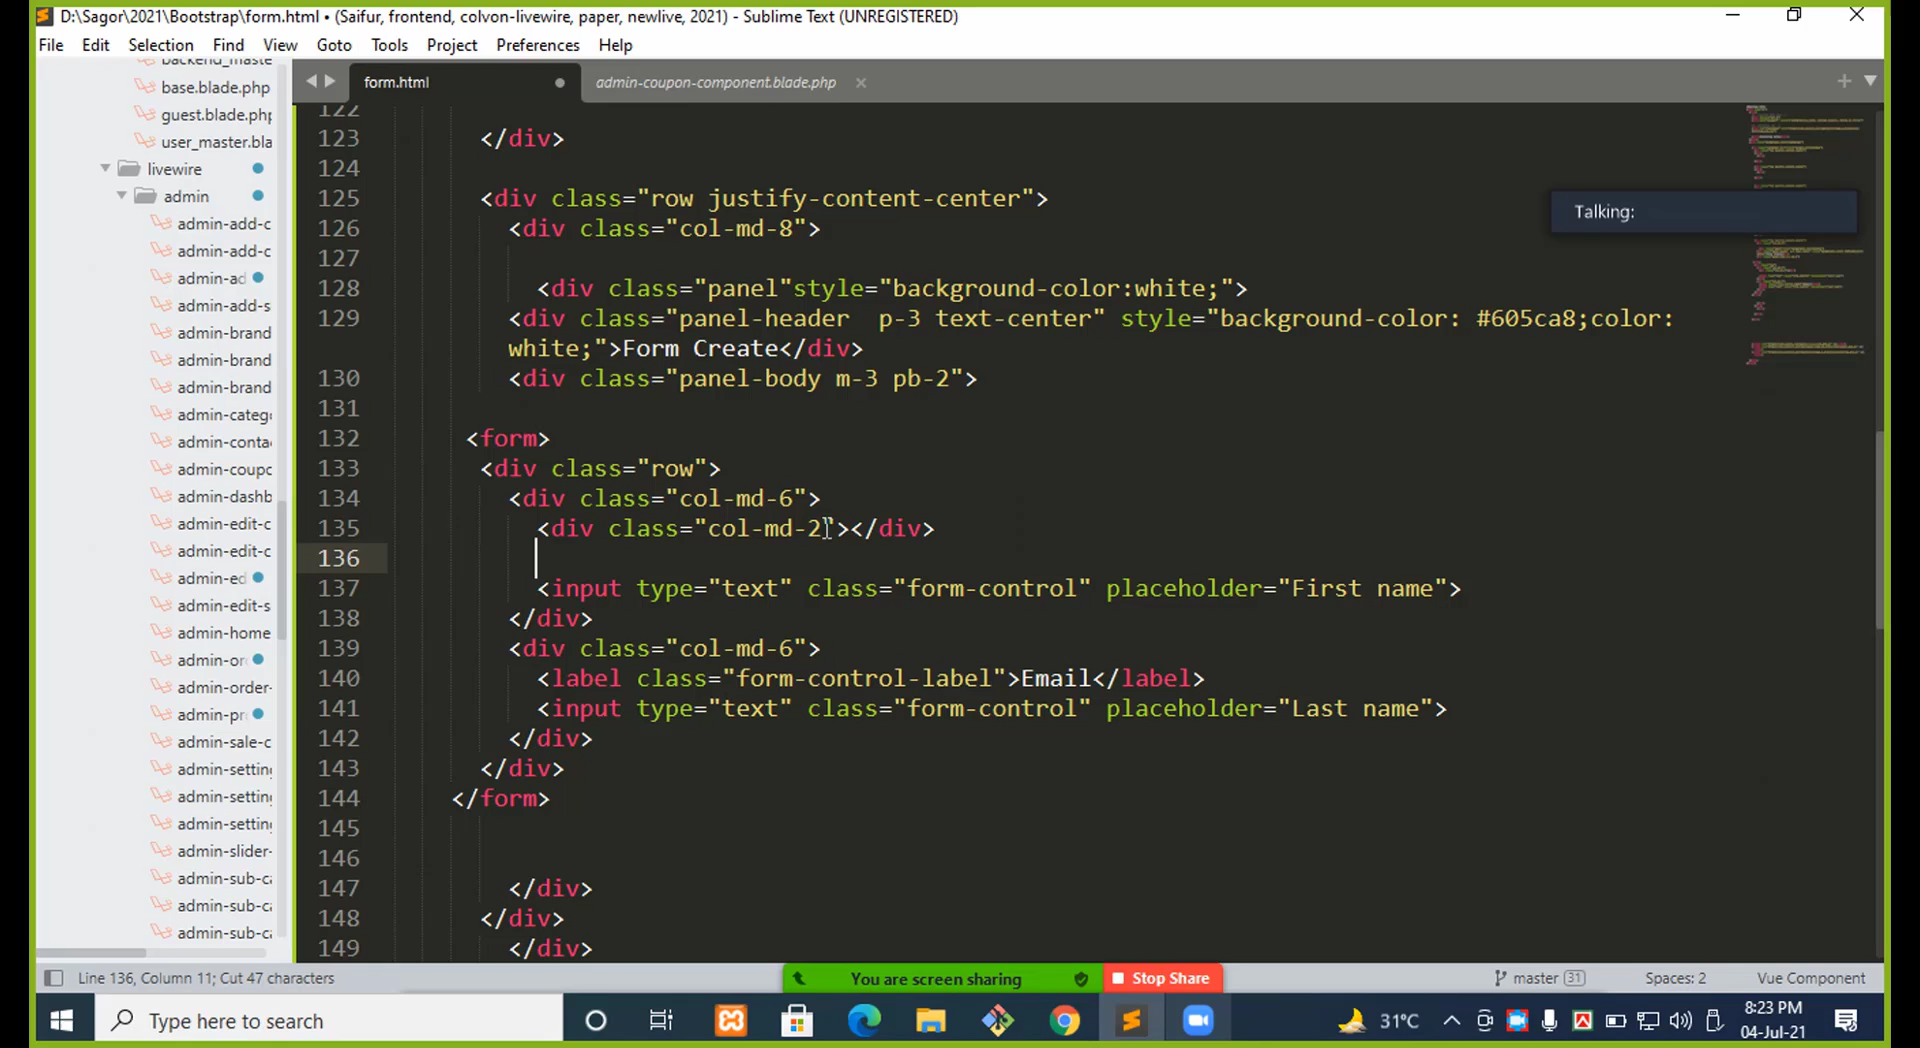 D:\Sagor\2021\Bootstrap\form.html • (Saifur, frontend, colvon-livewire, paper, newlive, 2021) - Sublime Text (UNREGISTERED)
File Edit Selection Find View Goto Tools Project Preferences Help
form.html
admin-coupon-component.blade.php
backend_maste
base.blade.php
guest.blade.php
user_master.bla
livewire
admin
admin-add-c
admin-add-c
admin-ad
admin-add-s
admin-brand
admin-brand
admin-brand
admin-catego
admin-conta
admin-coupo
admin-dashb
admin-edit-c
admin-edit-c
admin-ed
admin-edit-s
admin-home
admin-or
admin-order-
admin-pr
admin-sale-c
admin-setting
admin-setting
admin-setting
admin-slider-
admin-sub-ca
admin-sub-ca
admin-sub-ca
122
123 </div>
124
125 <div class="row justify-content-center">
126 <div class="col-md-8">
127
128 <div class="panel"style="background-color:white;">
129 <div class="panel-header  p-3 text-center" style="background-color: #605ca8;color:
white;">Form Create</div>
130 <div class="panel-body m-3 pb-2">
131
132 <form>
133 <div class="row">
134 <div class="col-md-6">
135 <div class="col-md-2"></div>
136
137 <input type="text" class="form-control" placeholder="First name">
138 </div>
139 <div class="col-md-6">
140 <label class="form-control-label">Email</label>
141 <input type="text" class="form-control" placeholder="Last name">
142 </div>
143 </div>
144 </form>
145
146
147 </div>
148 </div>
149 </div>
Talking:
Line 136, Column 11; Cut 47 characters
You are screen sharing
Stop Share
master 31
Spaces: 2
Vue Component
Type here to search
31°C
8:23 PM
04-Jul-21